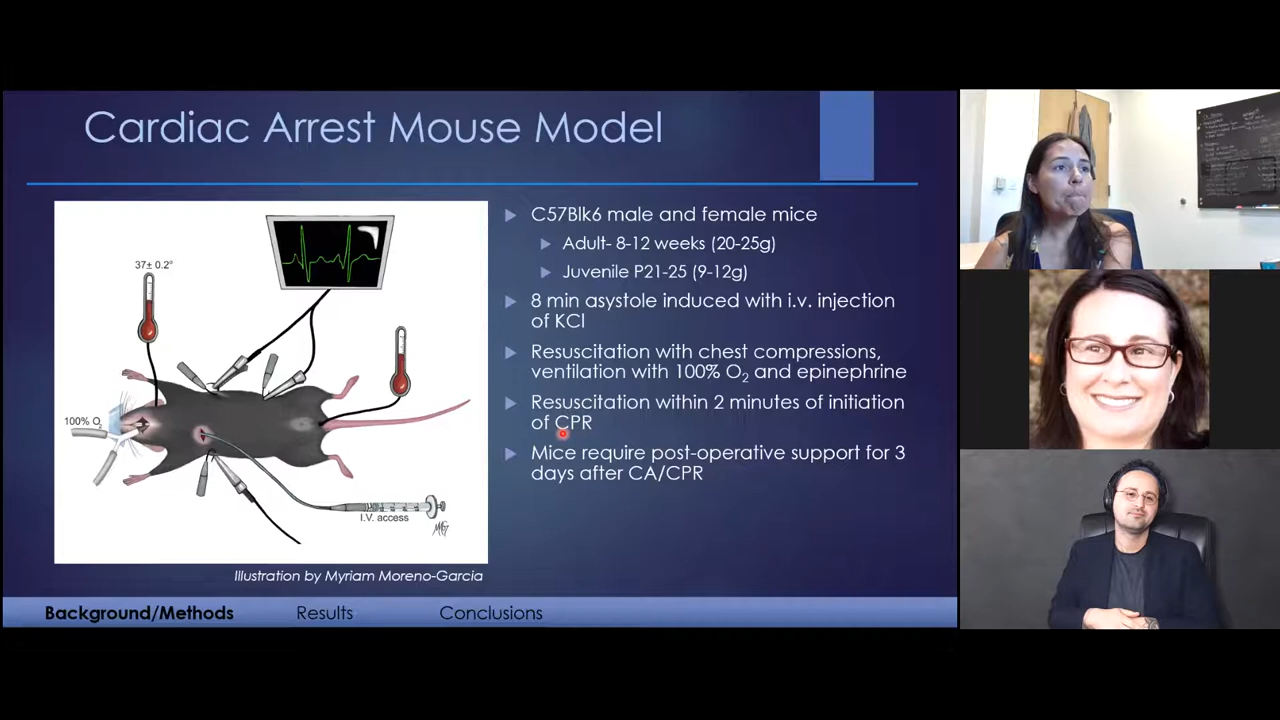 Cardiac Arrest Mouse Model
37± 0.2°
100% O2
I.V. access
Illustration by Myriam Moreno-Garcia
C57Blk6 male and female mice
Adult- 8-12 weeks (20-25g)
Juvenile P21-25 (9-12g)
8 min asystole induced with i.v. injection
of KCl
Resuscitation with chest compressions,
ventilation with 100% O2 and epinephrine
Resuscitation within 2 minutes of initiation
of CPR
Mice require post-operative support for 3
days after CA/CPR
Background/Methods Results Conclusions